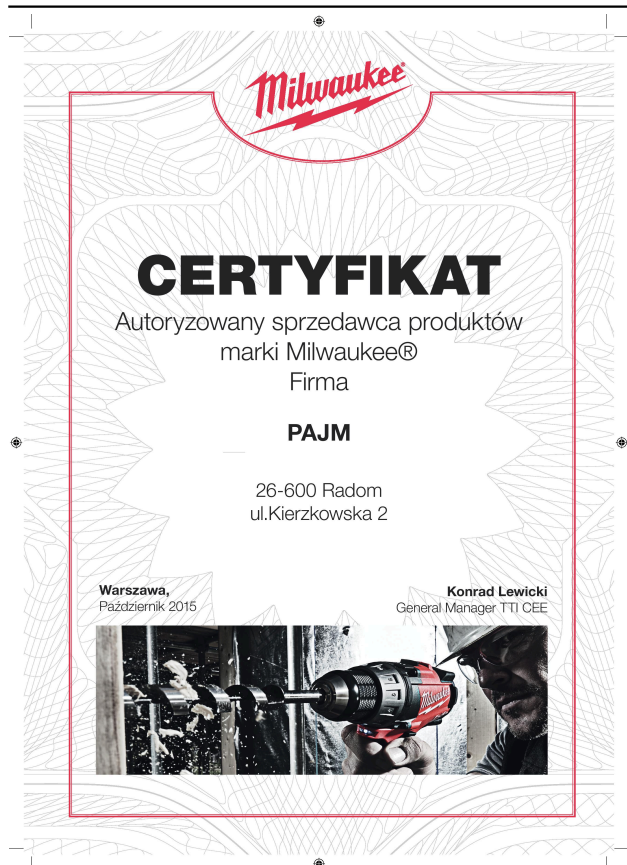 Milwaukee®
CERTYFIKAT
Autoryzowany sprzedawca produktów
marki Milwaukee®
Firma
PAJM
26-600 Radom
ul.Kierzkowska 2
Warszawa,
Październik 2015
Konrad Lewicki
General Manager TTI CEE
Milwaukee